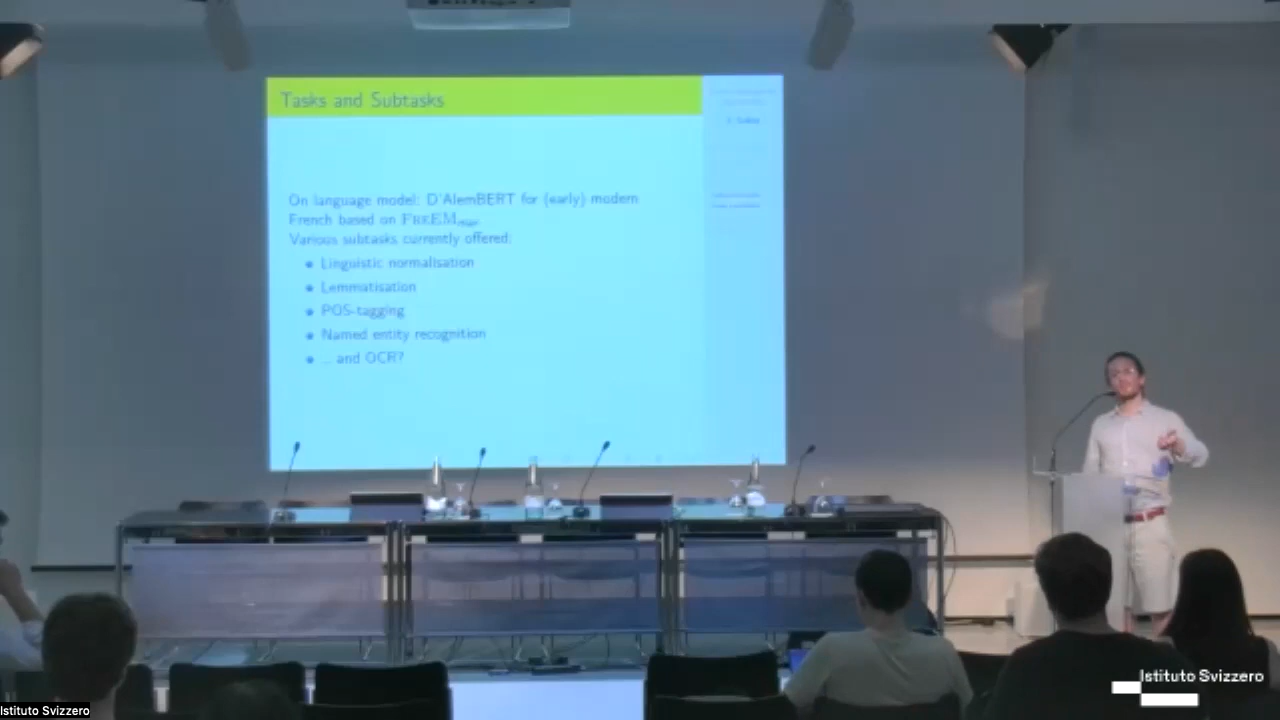 Tasks and Subtasks
On language model: D'AlemBERT for (early) modern
French based on FREEMmax
Various subtasks currently offered:
Linguistic normalisation
Lemmatisation
POS-tagging
Named entity recognition
... and OCR?
Istituto Svizzero
Istituto Svizzero